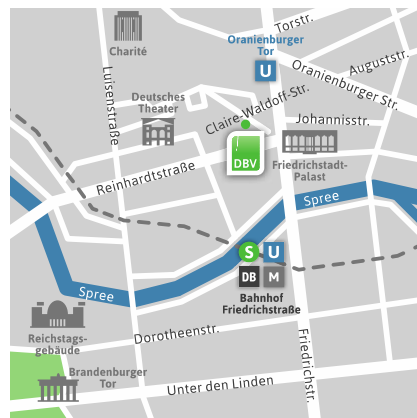 Charité
Torstr.
Oranienburger
Tor
U
Oranienburger Str.
Auguststr.
Luisenstraße
Deutsches
Theater
Claire-Waldoff-Str.
Johannisstr.
DBV
Friedrichstadt-
Palast
Reinhardtstraße
Spree
S
U
DB
M
Bahnhof
Friedrichstraße
Spree
Reichstags-
gebäude
Dorotheenstr.
Friedrichstr.
Brandenburger
Tor
Unter den Linden